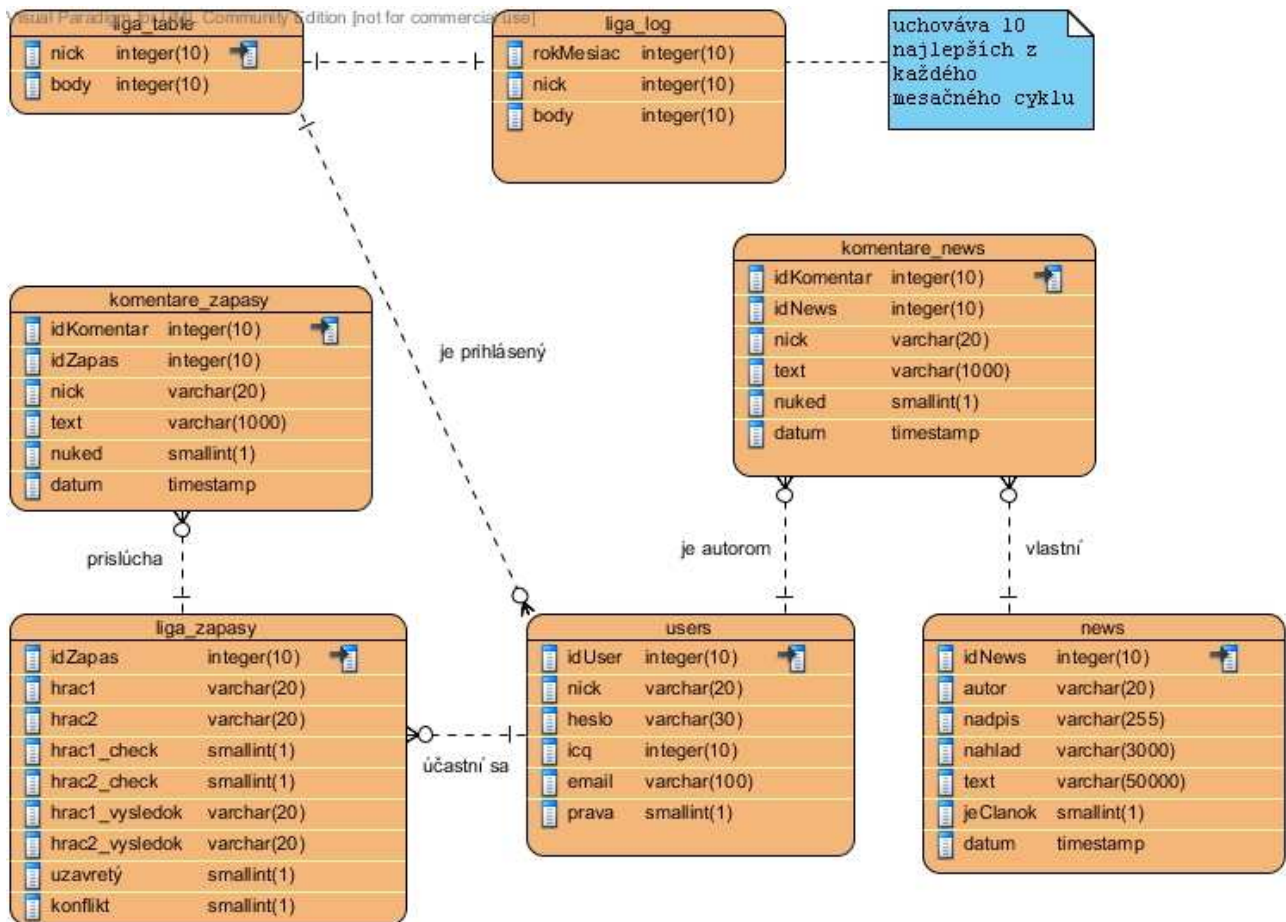 Visual Paradigm for UML Community Edition [not for commercial use]
liga_table
nick integer(10)
body integer(10)
liga_log
rokMesiac integer(10)
nick integer(10)
body integer(10)
uchováva 10
najlepších z
každého
mesačného cyklu
komentare_zapasy
idKomentar integer(10)
idZapas integer(10)
nick varchar(20)
text varchar(1000)
nuked smallint(1)
datum timestamp
je prihlásený
komentare_news
idKomentar integer(10)
idNews integer(10)
nick varchar(20)
text varchar(1000)
nuked smallint(1)
datum timestamp
prislúcha
je autorom
vlastní
liga_zapasy
idZapas integer(10)
hrac1 varchar(20)
hrac2 varchar(20)
hrac1_check smallint(1)
hrac2_check smallint(1)
hrac1_vysledok varchar(20)
hrac2_vysledok varchar(20)
uzavretý smallint(1)
konflikt smallint(1)
účastní sa
users
idUser integer(10)
nick varchar(20)
heslo varchar(30)
icq integer(10)
email varchar(100)
prava smallint(1)
news
idNews integer(10)
autor varchar(20)
nadpis varchar(255)
nahlad varchar(3000)
text varchar(50000)
jeClanok smallint(1)
datum timestamp